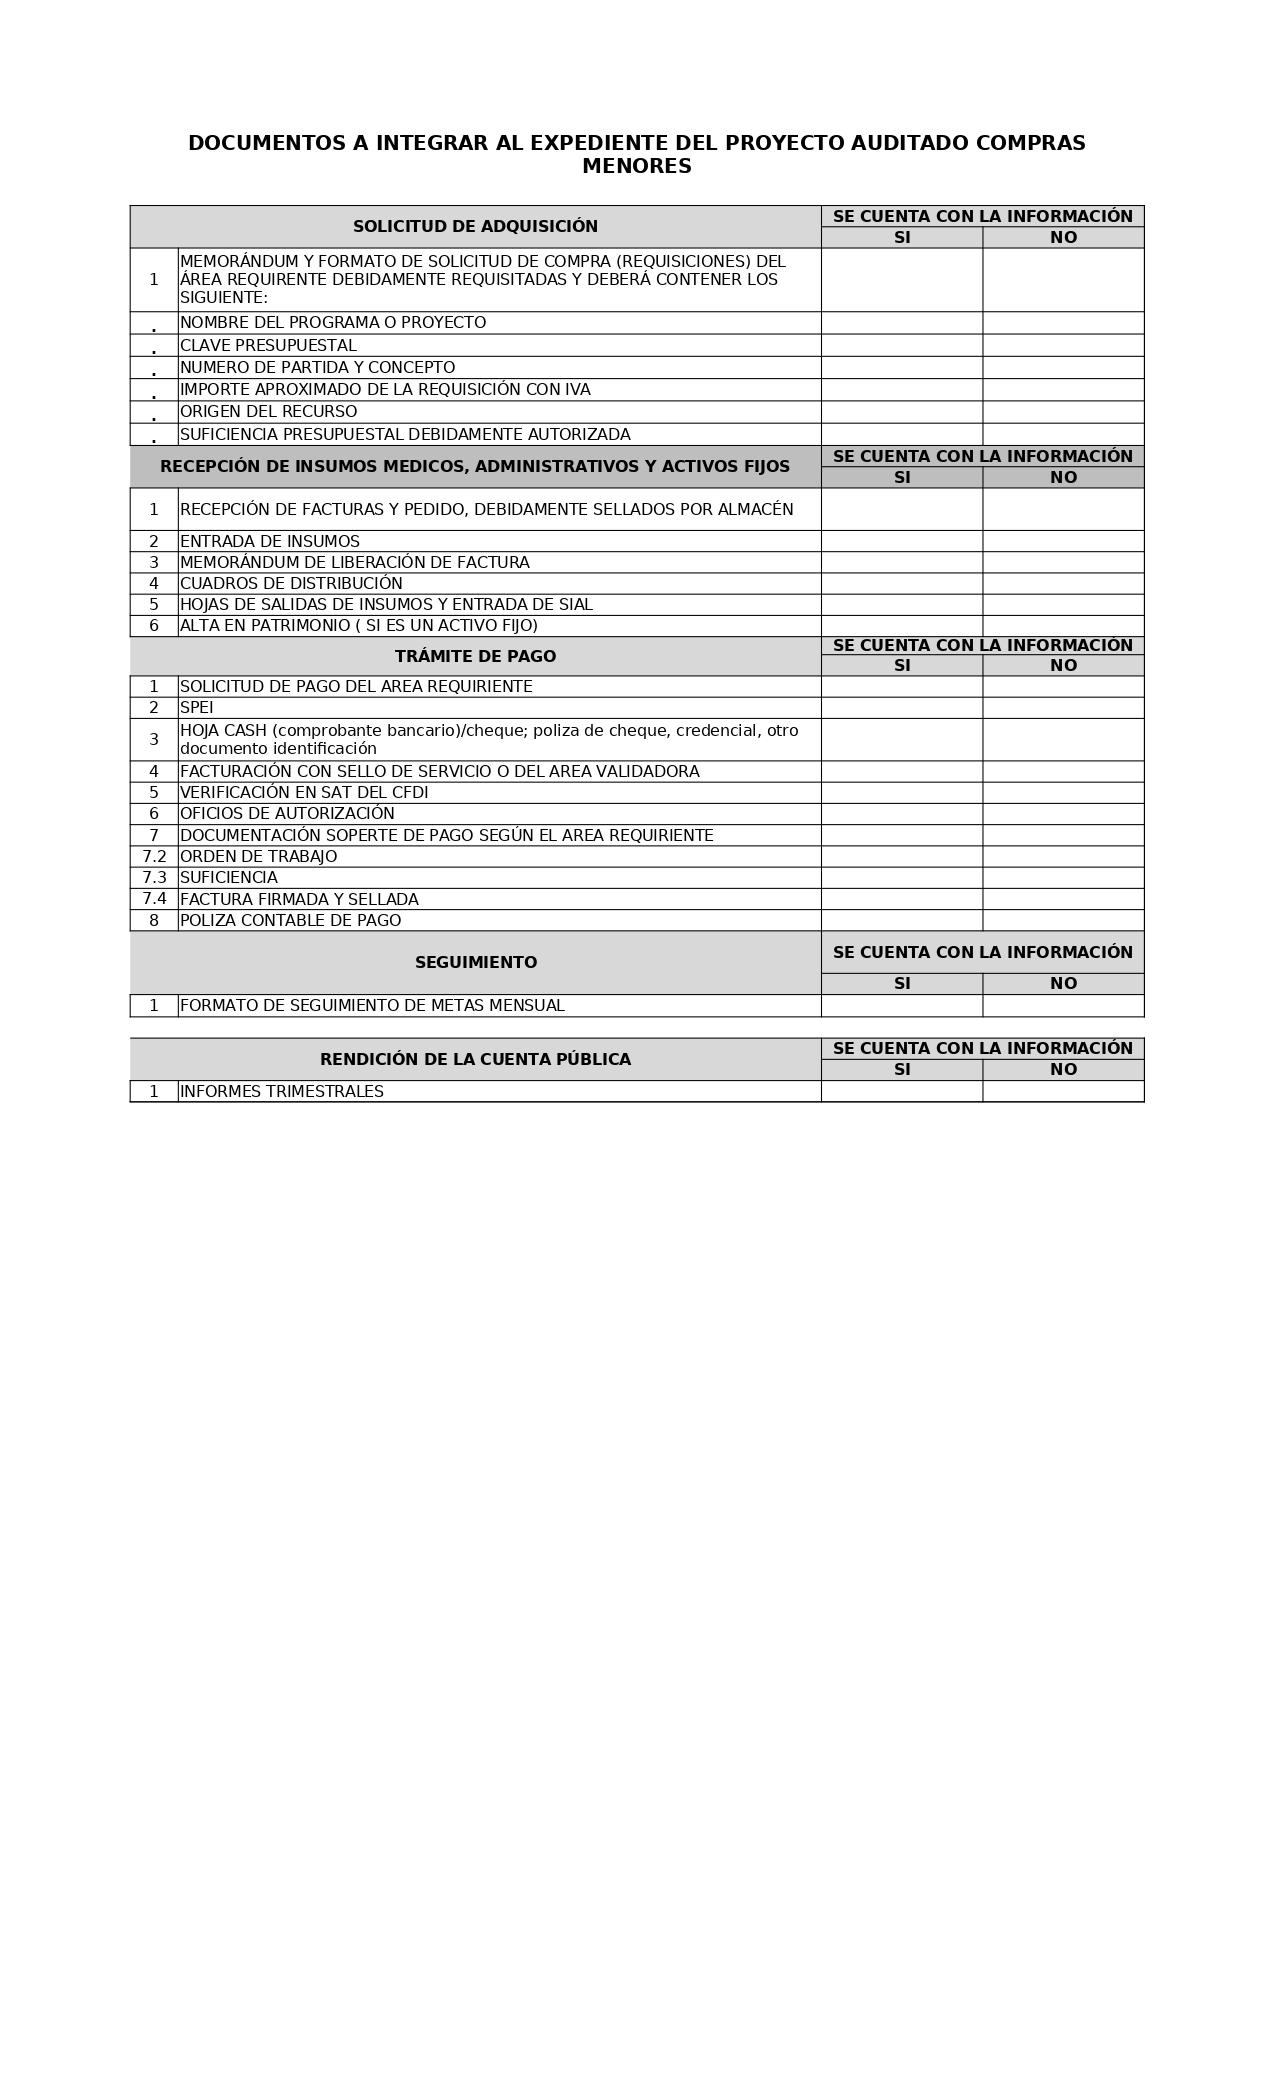 DOCUMENTOS A INTEGRAR AL EXPEDIENTE DEL PROYECTO AUDITADO COMPRAS
MENORES
SOLICITUD DE ADQUISICIÓN
SE CUENTA CON LA INFORMACIÓN
SI NO
1 MEMORÁNDUM Y FORMATO DE SOLICITUD DE COMPRA (REQUISICIONES) DEL
ÁREA REQUIRENTE DEBIDAMENTE REQUISITADAS Y DEBERÁ CONTENER LOS
SIGUIENTE:
. NOMBRE DEL PROGRAMA O PROYECTO
. CLAVE PRESUPUESTAL
. NUMERO DE PARTIDA Y CONCEPTO
. IMPORTE APROXIMADO DE LA REQUISICIÓN CON IVA
. ORIGEN DEL RECURSO
. SUFICIENCIA PRESUPUESTAL DEBIDAMENTE AUTORIZADA
RECEPCIÓN DE INSUMOS MEDICOS, ADMINISTRATIVOS Y ACTIVOS FIJOS
SE CUENTA CON LA INFORMACIÓN
SI NO
1 RECEPCIÓN DE FACTURAS Y PEDIDO, DEBIDAMENTE SELLADOS POR ALMACÉN
2 ENTRADA DE INSUMOS
3 MEMORÁNDUM DE LIBERACIÓN DE FACTURA
4 CUADROS DE DISTRIBUCIÓN
5 HOJAS DE SALIDAS DE INSUMOS Y ENTRADA DE SIAL
6 ALTA EN PATRIMONIO ( SI ES UN ACTIVO FIJO)
TRÁMITE DE PAGO
SE CUENTA CON LA INFORMACIÓN
SI NO
1 SOLICITUD DE PAGO DEL AREA REQUIRIENTE
2 SPEI
3 HOJA CASH (comprobante bancario)/cheque; poliza de cheque, credencial, otro
documento identificación
4 FACTURACIÓN CON SELLO DE SERVICIO O DEL AREA VALIDADORA
5 VERIFICACIÓN EN SAT DEL CFDI
6 OFICIOS DE AUTORIZACIÓN
7 DOCUMENTACIÓN SOPERTE DE PAGO SEGÚN EL AREA REQUIRIENTE
7.2 ORDEN DE TRABAJO
7.3 SUFICIENCIA
7.4 FACTURA FIRMADA Y SELLADA
8 POLIZA CONTABLE DE PAGO
SEGUIMIENTO
SE CUENTA CON LA INFORMACIÓN
SI NO
1 FORMATO DE SEGUIMIENTO DE METAS MENSUAL
RENDICIÓN DE LA CUENTA PÚBLICA
SE CUENTA CON LA INFORMACIÓN
SI NO
1 INFORMES TRIMESTRALES